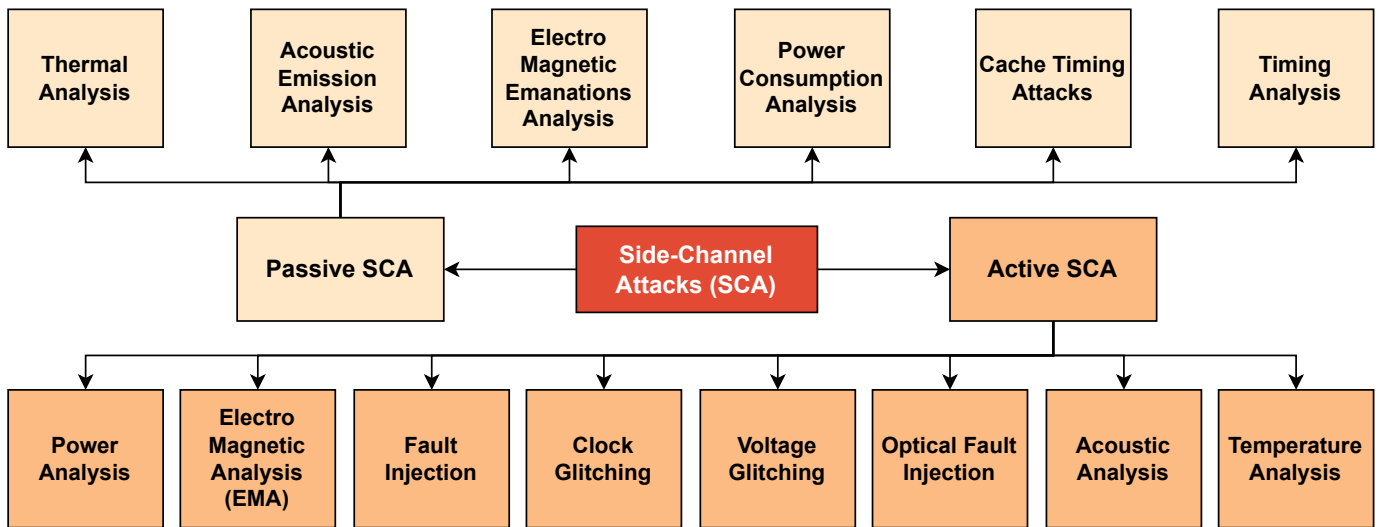 Thermal
Analysis
Acoustic
Emission
Analysis
Electro
Magnetic
Emanations
Analysis
Power
Consumption
Analysis
Cache Timing
Attacks
Timing
Analysis
Passive SCA
Side-Channel
Attacks (SCA)
Active SCA
Power
Analysis
Electro
Magnetic
Analysis
(EMA)
Fault
Injection
Clock
Glitching
Voltage
Glitching
Optical Fault
Injection
Acoustic
Analysis
Temperature
Analysis